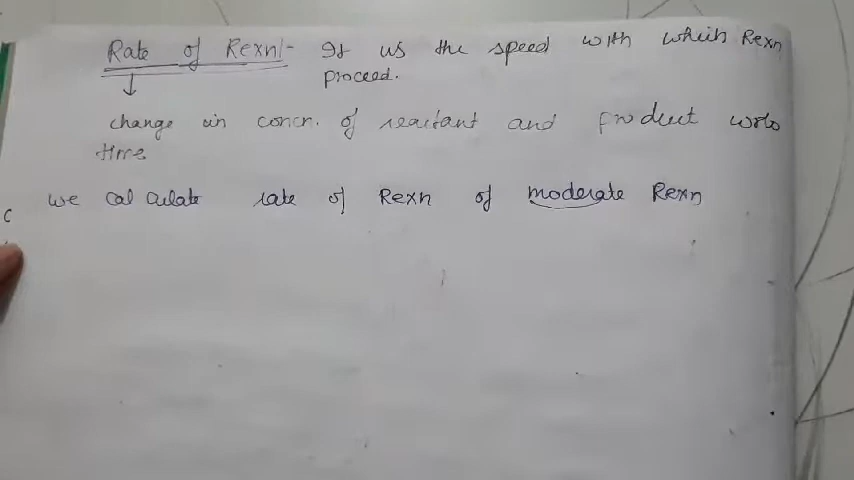 Rate of Rexn:- It is the speed with which Rexn
proceed.
change in concn. of reactant and product w.r.to
time
we calculate rate of Rexn of moderate Rexn
c